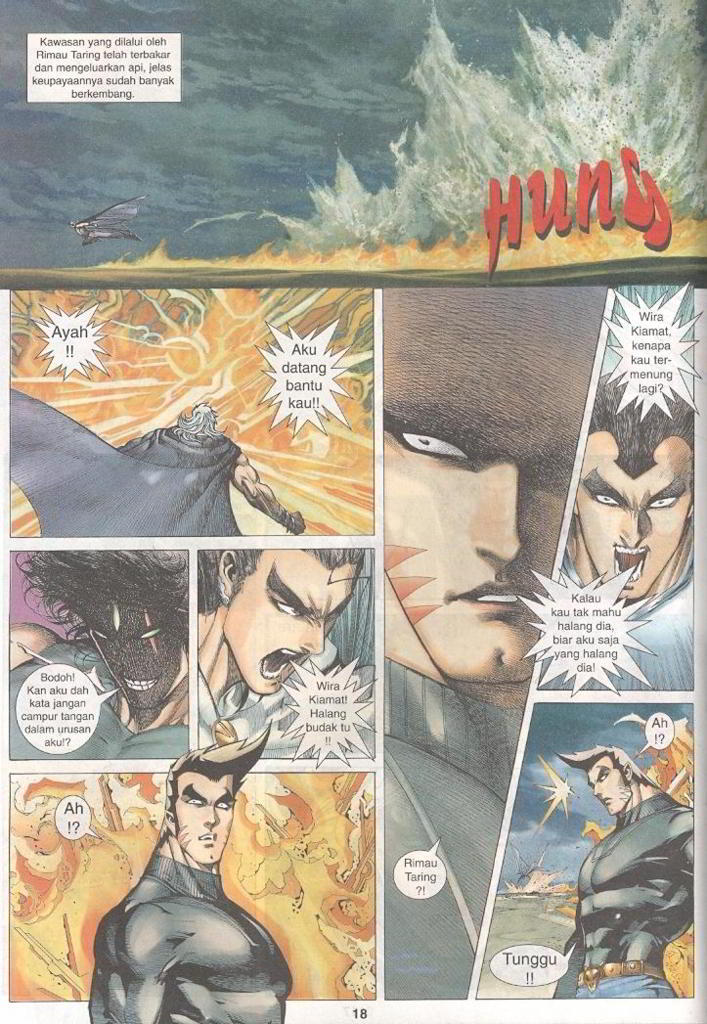 Kawasan yang dilalui oleh
Rimau Taring telah terbakar
dan mengeluarkan api, jelas
keupayaannya sudah banyak
berkembang.
HUNG
Ayah
!!
Aku
datang
bantu
kau!!
Wira
Kiamat,
kenapa
kau ter-
menung
lagi?
Kalau
kau tak mahu
halang dia,
biar aku saja
yang halang
dia!
Bodoh!
Kan aku dah
kata jangan
campur tangan
dalam urusan
aku!?
Wira
Kiamat!
Halang
budak tu
!!
Ah
!?
Rimau
Taring
?!
Ah
!?
Tunggu
!!
18